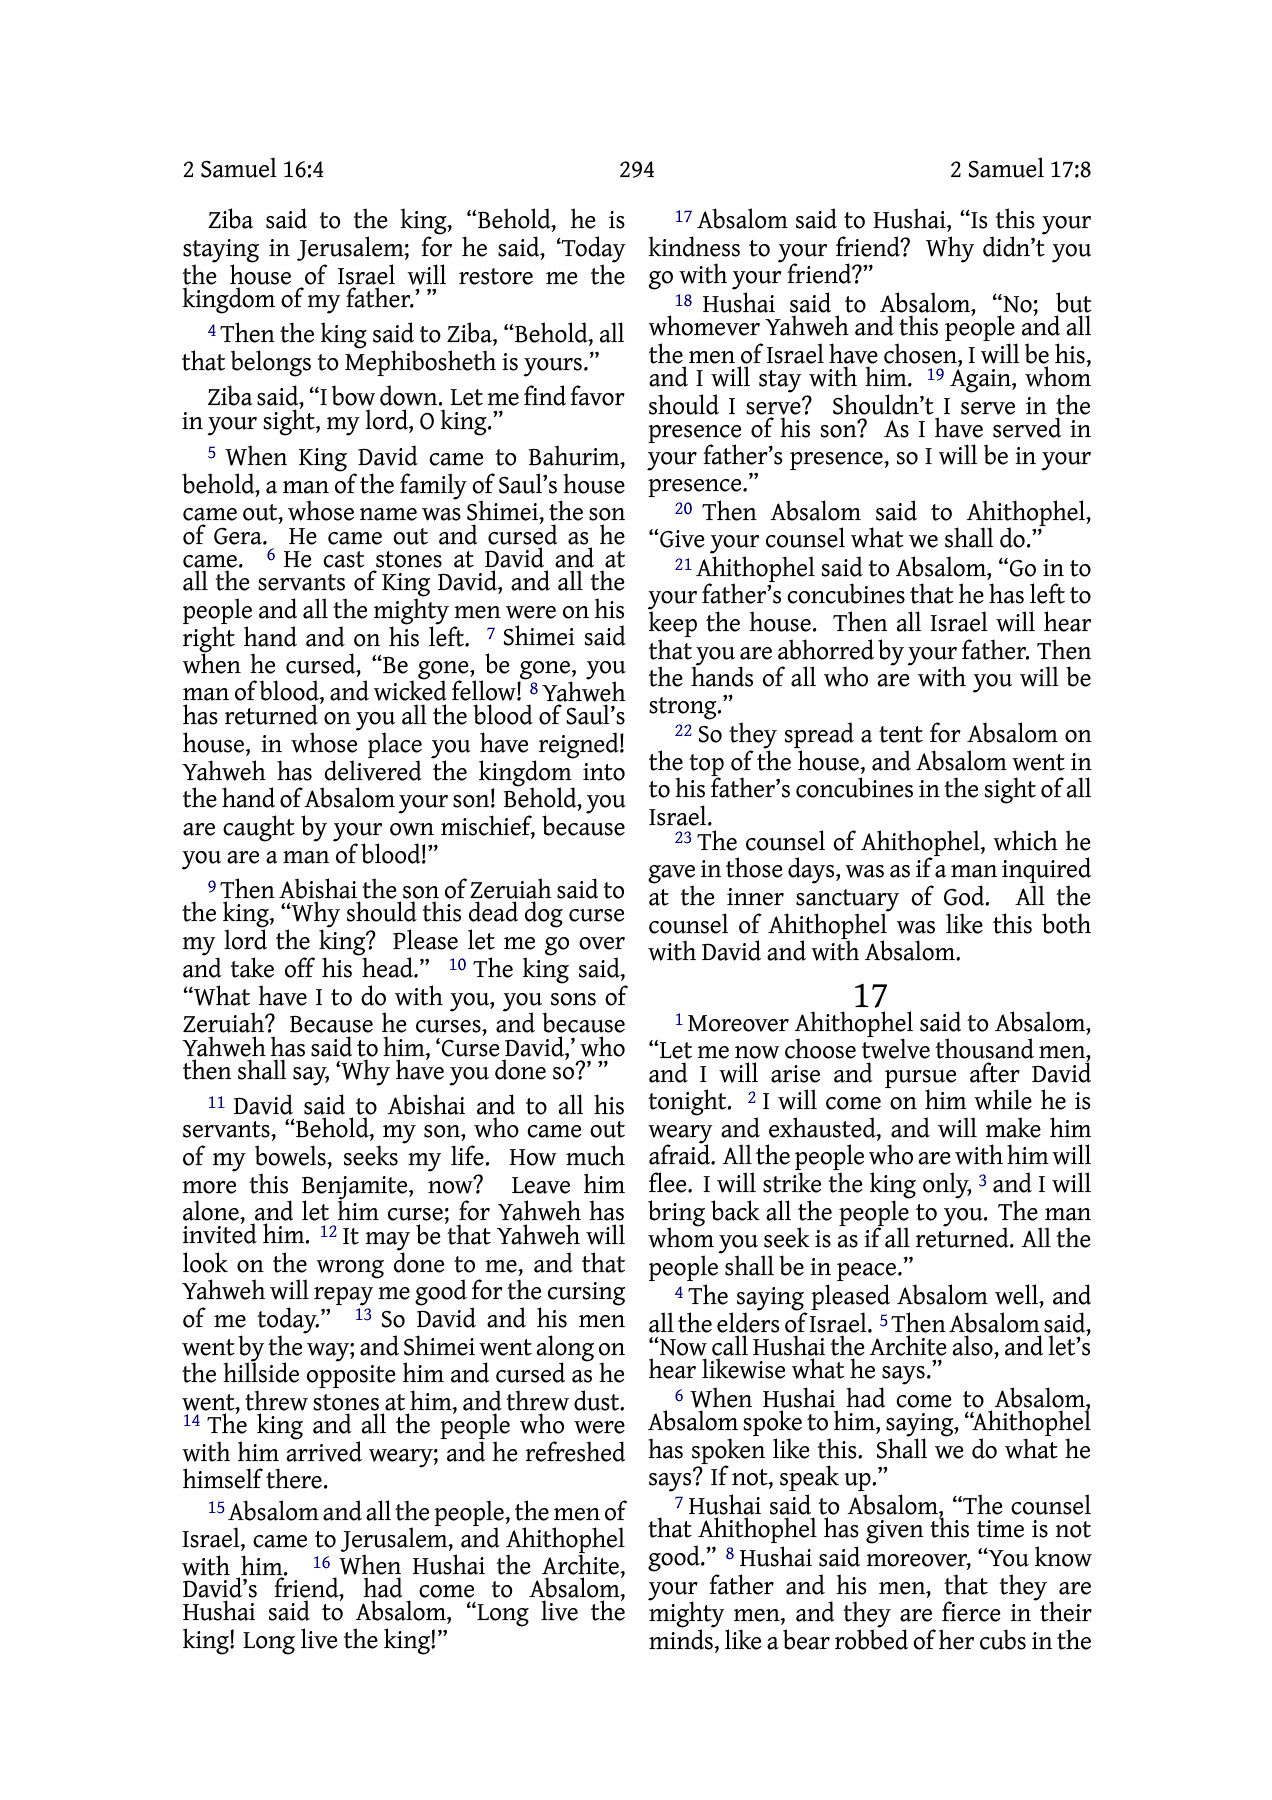 2 Samuel 16:4
294
2 Samuel 17:8
Ziba said to the king, “Behold, he is
staying in Jerusalem; for he said, ‘Today
the house of Israel will restore me the
kingdom of my father.’ ”
4 Then the king said to Ziba, “Behold, all
that belongs to Mephibosheth is yours.”
Ziba said, “I bow down. Let me find favor
in your sight, my lord, O king.”
5 When King David came to Bahurim,
behold, a man of the family of Saul’s house
came out, whose name was Shimei, the son
of Gera. He came out and cursed as he
came. 6 He cast stones at David and at
all the servants of King David, and all the
people and all the mighty men were on his
right hand and on his left. 7 Shimei said
when he cursed, “Be gone, be gone, you
man of blood, and wicked fellow! 8 Yahweh
has returned on you all the blood of Saul’s
house, in whose place you have reigned!
Yahweh has delivered the kingdom into
the hand of Absalom your son! Behold, you
are caught by your own mischief, because
you are a man of blood!”
9 Then Abishai the son of Zeruiah said to
the king, “Why should this dead dog curse
my lord the king? Please let me go over
and take off his head.” 10 The king said,
“What have I to do with you, you sons of
Zeruiah? Because he curses, and because
Yahweh has said to him, ‘Curse David,’ who
then shall say, ‘Why have you done so?’ ”
11 David said to Abishai and to all his
servants, “Behold, my son, who came out
of my bowels, seeks my life. How much
more this Benjamite, now? Leave him
alone, and let him curse; for Yahweh has
invited him. 12 It may be that Yahweh will
look on the wrong done to me, and that
Yahweh will repay me good for the cursing
of me today.” 13 So David and his men
went by the way; and Shimei went along on
the hillside opposite him and cursed as he
went, threw stones at him, and threw dust.
14 The king and all the people who were
with him arrived weary; and he refreshed
himself there.
15 Absalom and all the people, the men of
Israel, came to Jerusalem, and Ahithophel
with him. 16 When Hushai the Archite,
David’s friend, had come to Absalom,
Hushai said to Absalom, “Long live the
king! Long live the king!”
17 Absalom said to Hushai, “Is this your
kindness to your friend? Why didn’t you
go with your friend?”
18 Hushai said to Absalom, “No; but
whomever Yahweh and this people and all
the men of Israel have chosen, I will be his,
and I will stay with him. 19 Again, whom
should I serve? Shouldn’t I serve in the
presence of his son? As I have served in
your father’s presence, so I will be in your
presence.”
20 Then Absalom said to Ahithophel,
“Give your counsel what we shall do.”
21 Ahithophel said to Absalom, “Go in to
your father’s concubines that he has left to
keep the house. Then all Israel will hear
that you are abhorred by your father. Then
the hands of all who are with you will be
strong.”
22 So they spread a tent for Absalom on
the top of the house, and Absalom went in
to his father’s concubines in the sight of all
Israel.
23 The counsel of Ahithophel, which he
gave in those days, was as if a man inquired
at the inner sanctuary of God. All the
counsel of Ahithophel was like this both
with David and with Absalom.
17
1 Moreover Ahithophel said to Absalom,
“Let me now choose twelve thousand men,
and I will arise and pursue after David
tonight. 2 I will come on him while he is
weary and exhausted, and will make him
afraid. All the people who are with him will
flee. I will strike the king only, 3 and I will
bring back all the people to you. The man
whom you seek is as if all returned. All the
people shall be in peace.”
4 The saying pleased Absalom well, and
all the elders of Israel. 5 Then Absalom said,
“Now call Hushai the Archite also, and let’s
hear likewise what he says.”
6 When Hushai had come to Absalom,
Absalom spoke to him, saying, “Ahithophel
has spoken like this. Shall we do what he
says? If not, speak up.”
7 Hushai said to Absalom, “The counsel
that Ahithophel has given this time is not
good.” 8 Hushai said moreover, “You know
your father and his men, that they are
mighty men, and they are fierce in their
minds, like a bear robbed of her cubs in the